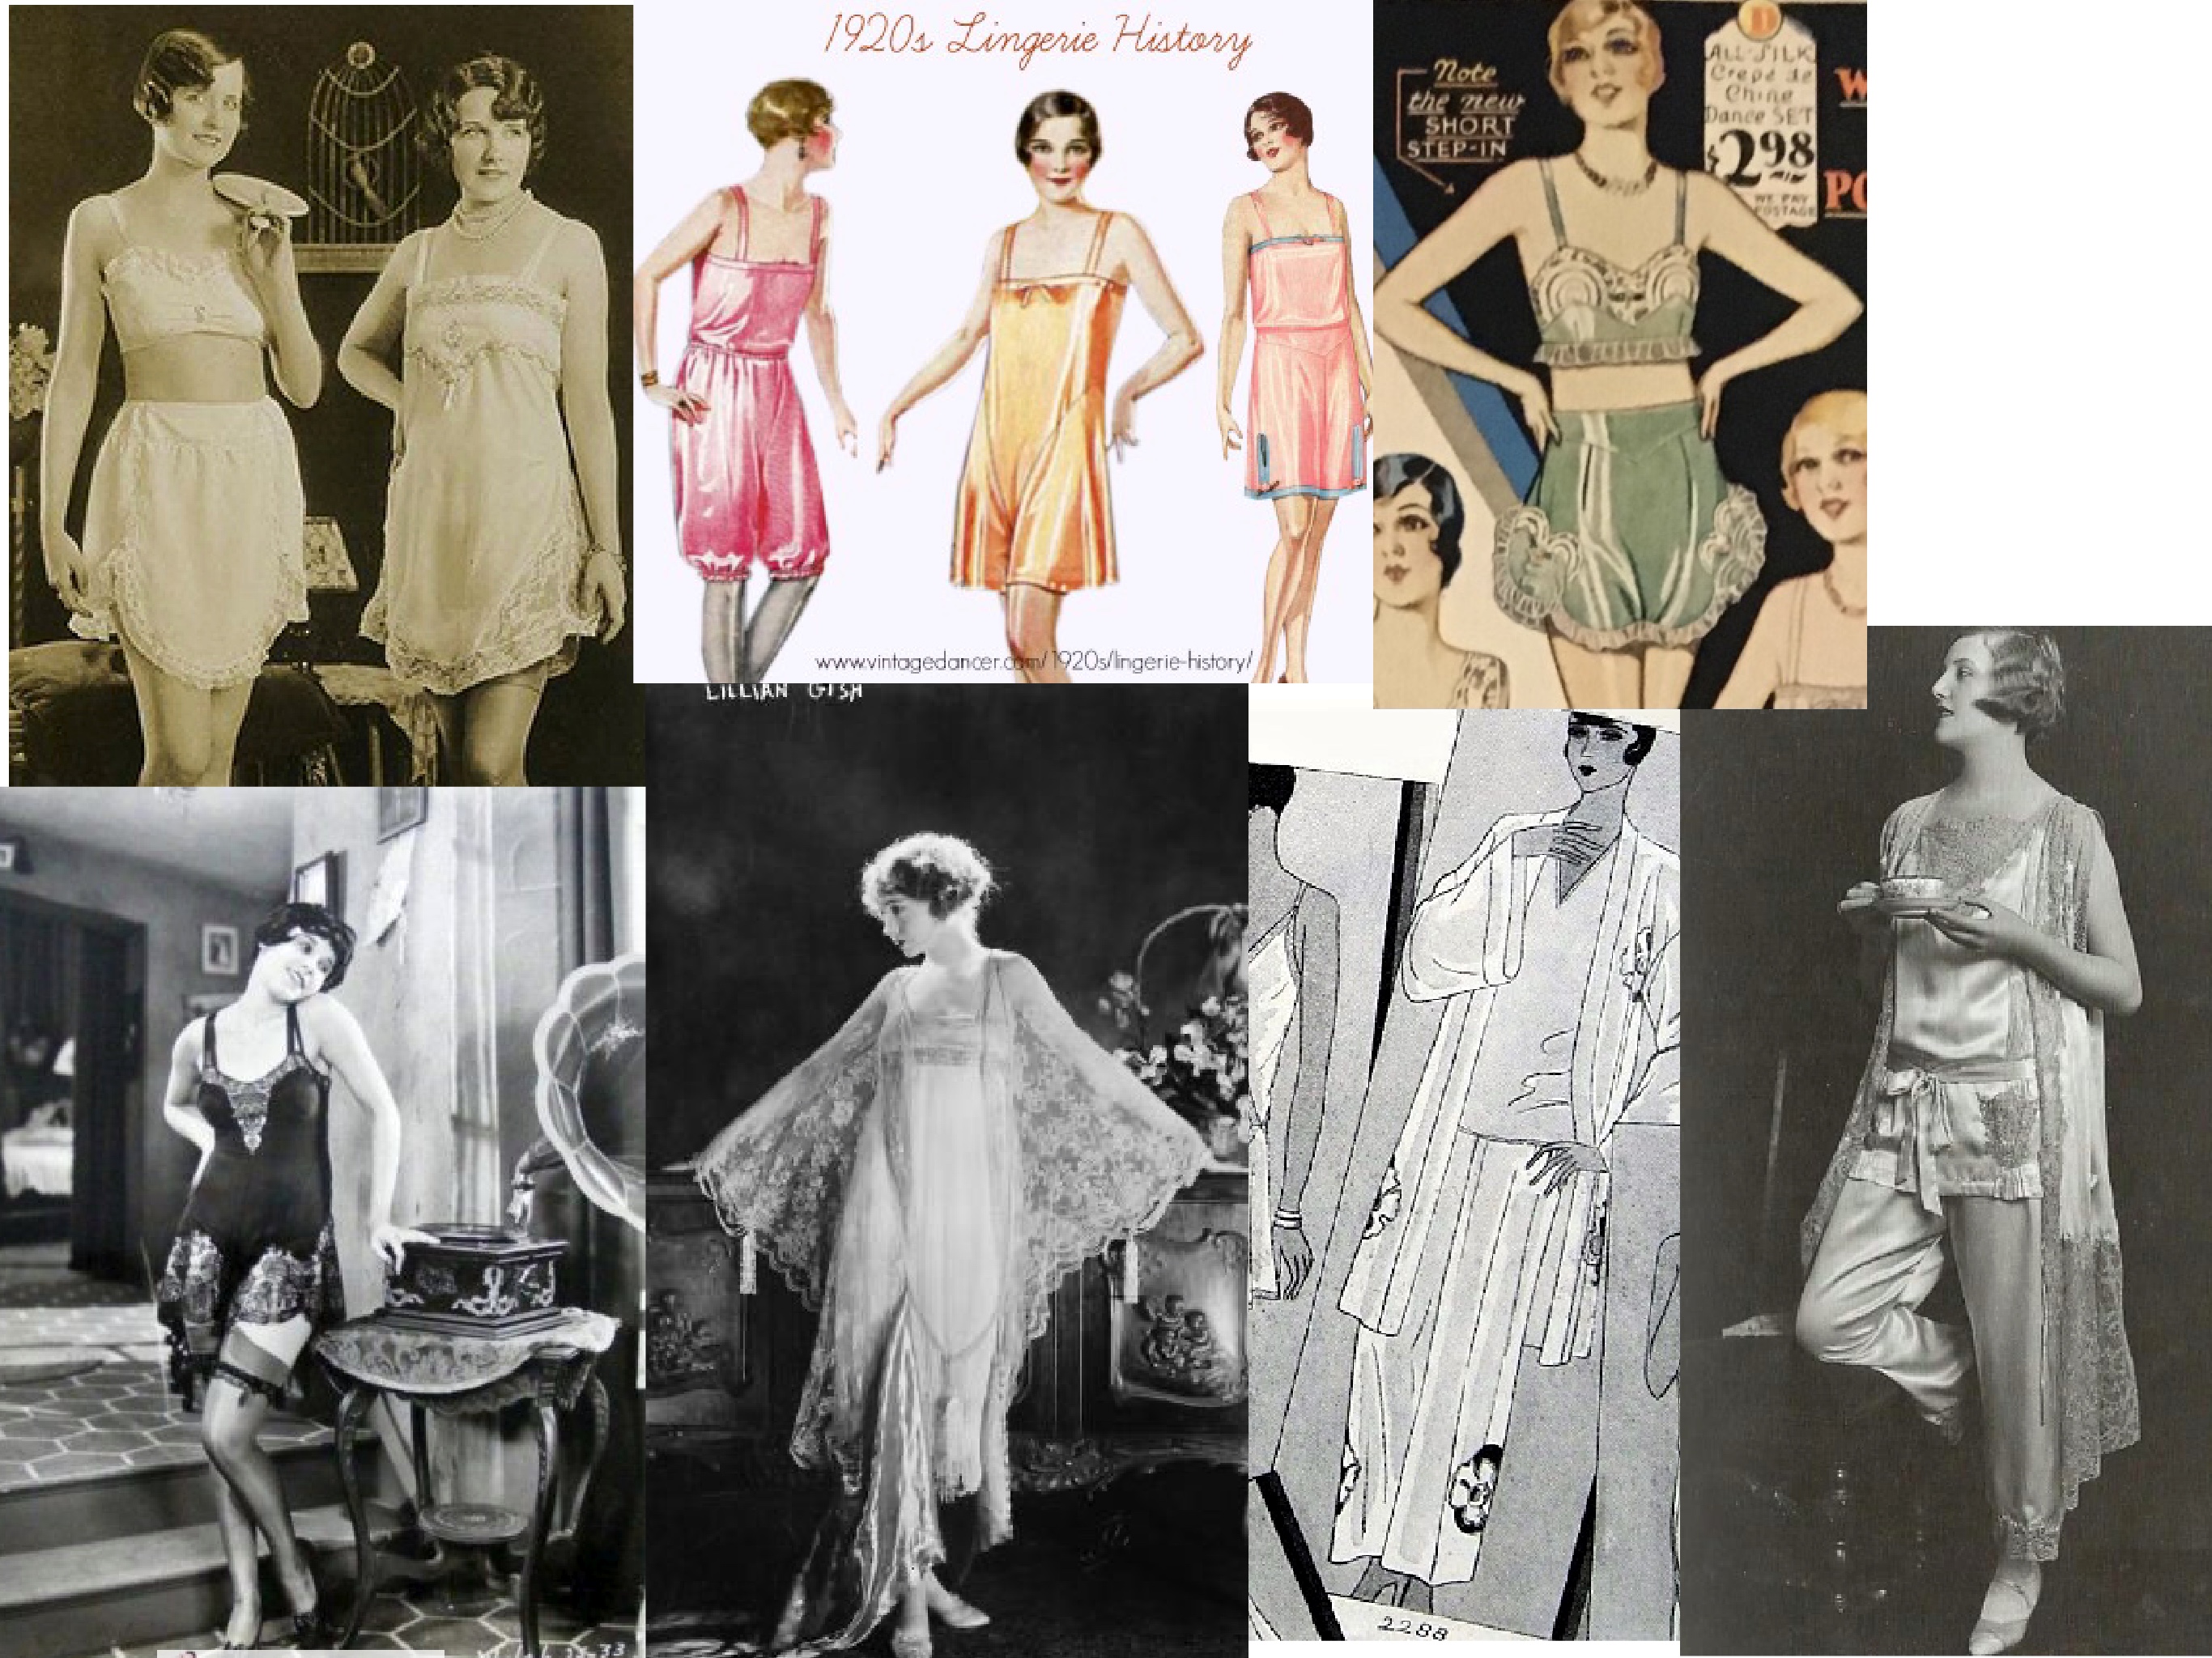 1920s Lingerie History
Note
the new
SHORT
STEP-IN
D
ALL-SILK
Crepe de
Chine
Dance SET
$2.98
WE PAY
POSTAGE
W
PO
www.vintagedancer.com/1920s/lingerie-history/
LILLIAN GISH
2288